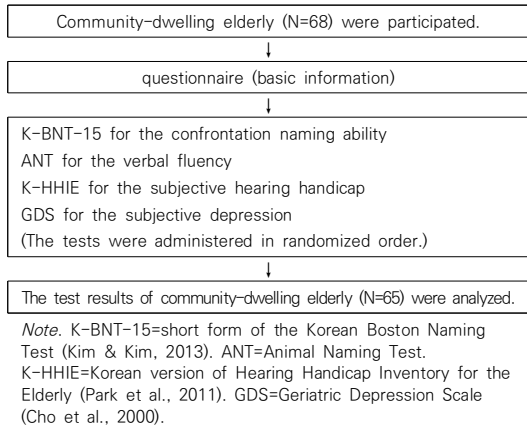 Community-dwelling elderly (N=68) were participated.
questionnaire (basic information)
K-BNT-15 for the confrontation naming ability
ANT for the verbal fluency
K-HHIE for the subjective hearing handicap
GDS for the subjective depression
(The tests were administered in randomized order.)
The test results of community-dwelling elderly (N=65) were analyzed.
Note. K-BNT-15=short form of the Korean Boston Naming
Test (Kim & Kim, 2013). ANT=Animal Naming Test.
K-HHIE=Korean version of Hearing Handicap Inventory for the
Elderly (Park et al., 2011). GDS=Geriatric Depression Scale
(Cho et al., 2000).